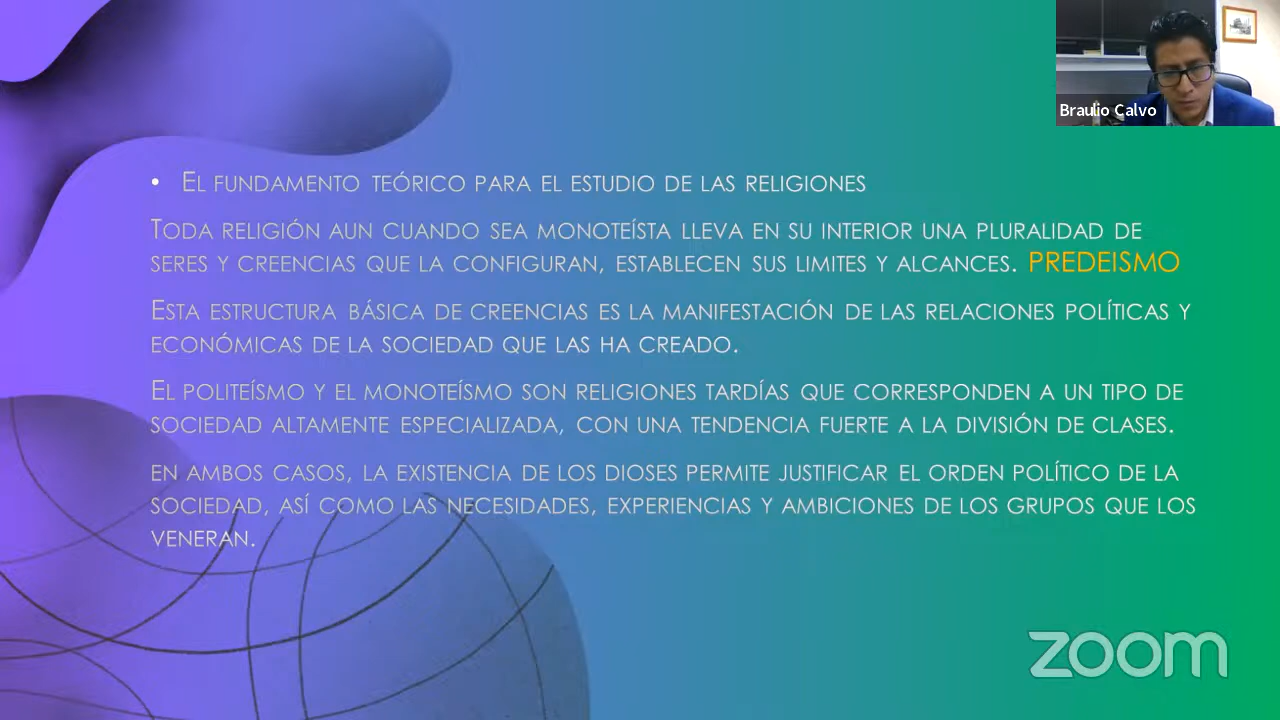 Braulio Calvo
• El fundamento teórico para el estudio de las religiones
Toda religión aun cuando sea monoteísta lleva en su interior una pluralidad de
seres y creencias que la configuran, establecen sus limites y alcances. PREDEISMO
Esta estructura básica de creencias es la manifestación de las relaciones políticas y
económicas de la sociedad que las ha creado.
El politeísmo y el monoteísmo son religiones tardías que corresponden a un tipo de
sociedad altamente especializada, con una tendencia fuerte a la división de clases.
en ambos casos, la existencia de los dioses permite justificar el orden político de la
sociedad, así como las necesidades, experiencias y ambiciones de los grupos que los
veneran.
zoom